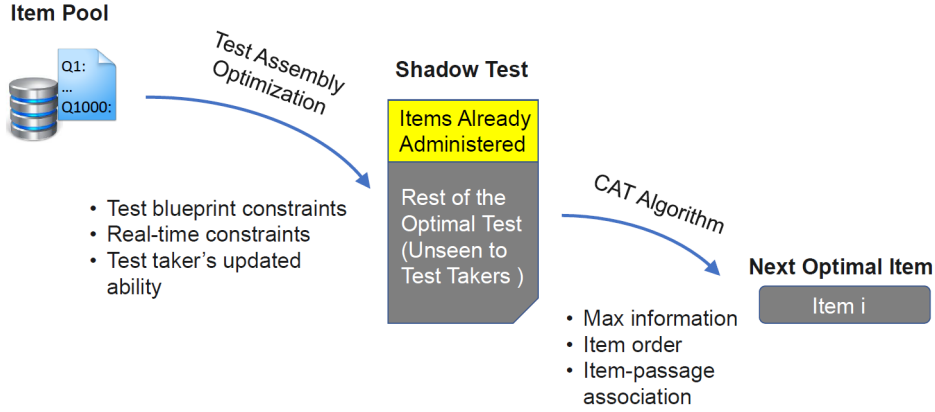 Item Pool
Q1:
...
Q1000:
Test Assembly
Optimization
• Test blueprint constraints
• Real-time constraints
• Test taker's updated
ability
Shadow Test
Items Already
Administered
Rest of the
Optimal Test
(Unseen to
Test Takers )
CAT Algorithm
• Max information
• Item order
• Item-passage
association
Next Optimal Item
Item i